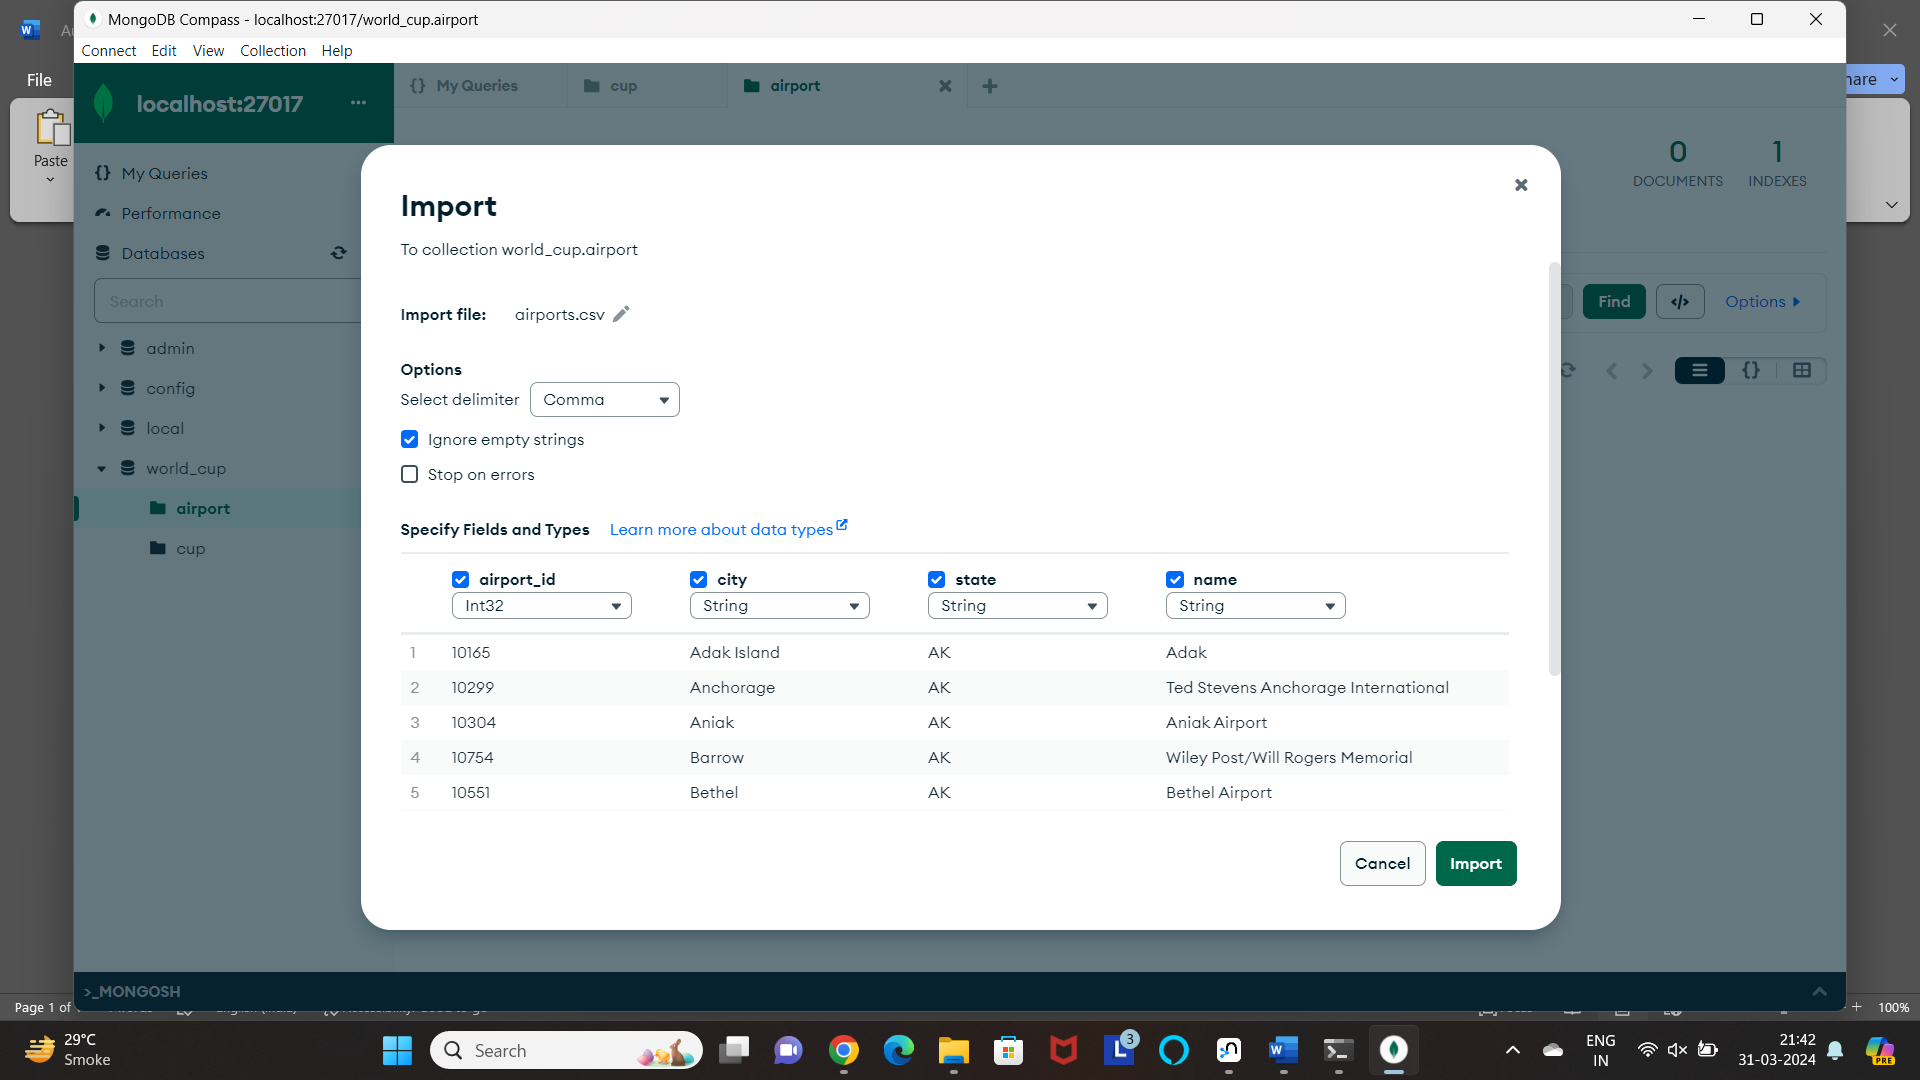 MongoDB Compass - localhost:27017/world_cup.airport
Connect Edit View Collection Help
File
Paste
localhost:27017
{} My Queries
cup
airport
My Queries
Performance
Databases
Search
admin
config
local
world_cup
airport
cup
0
DOCUMENTS
1
INDEXES
Find
</>
Options
Import
To collection world_cup.airport
Import file: airports.csv
Options
Select delimiter Comma
Ignore empty strings
Stop on errors
Specify Fields and Types Learn more about data types
airport_id city state name
Int32 String String String
1 10165 Adak Island AK Adak
2 10299 Anchorage AK Ted Stevens Anchorage International
3 10304 Aniak AK Aniak Airport
4 10754 Barrow AK Wiley Post/Will Rogers Memorial
5 10551 Bethel AK Bethel Airport
Cancel Import
>_MONGOSH
Page 1 of
100%
29°C
Smoke
Search
3
ENG
IN
21:42
31-03-2024
PRE